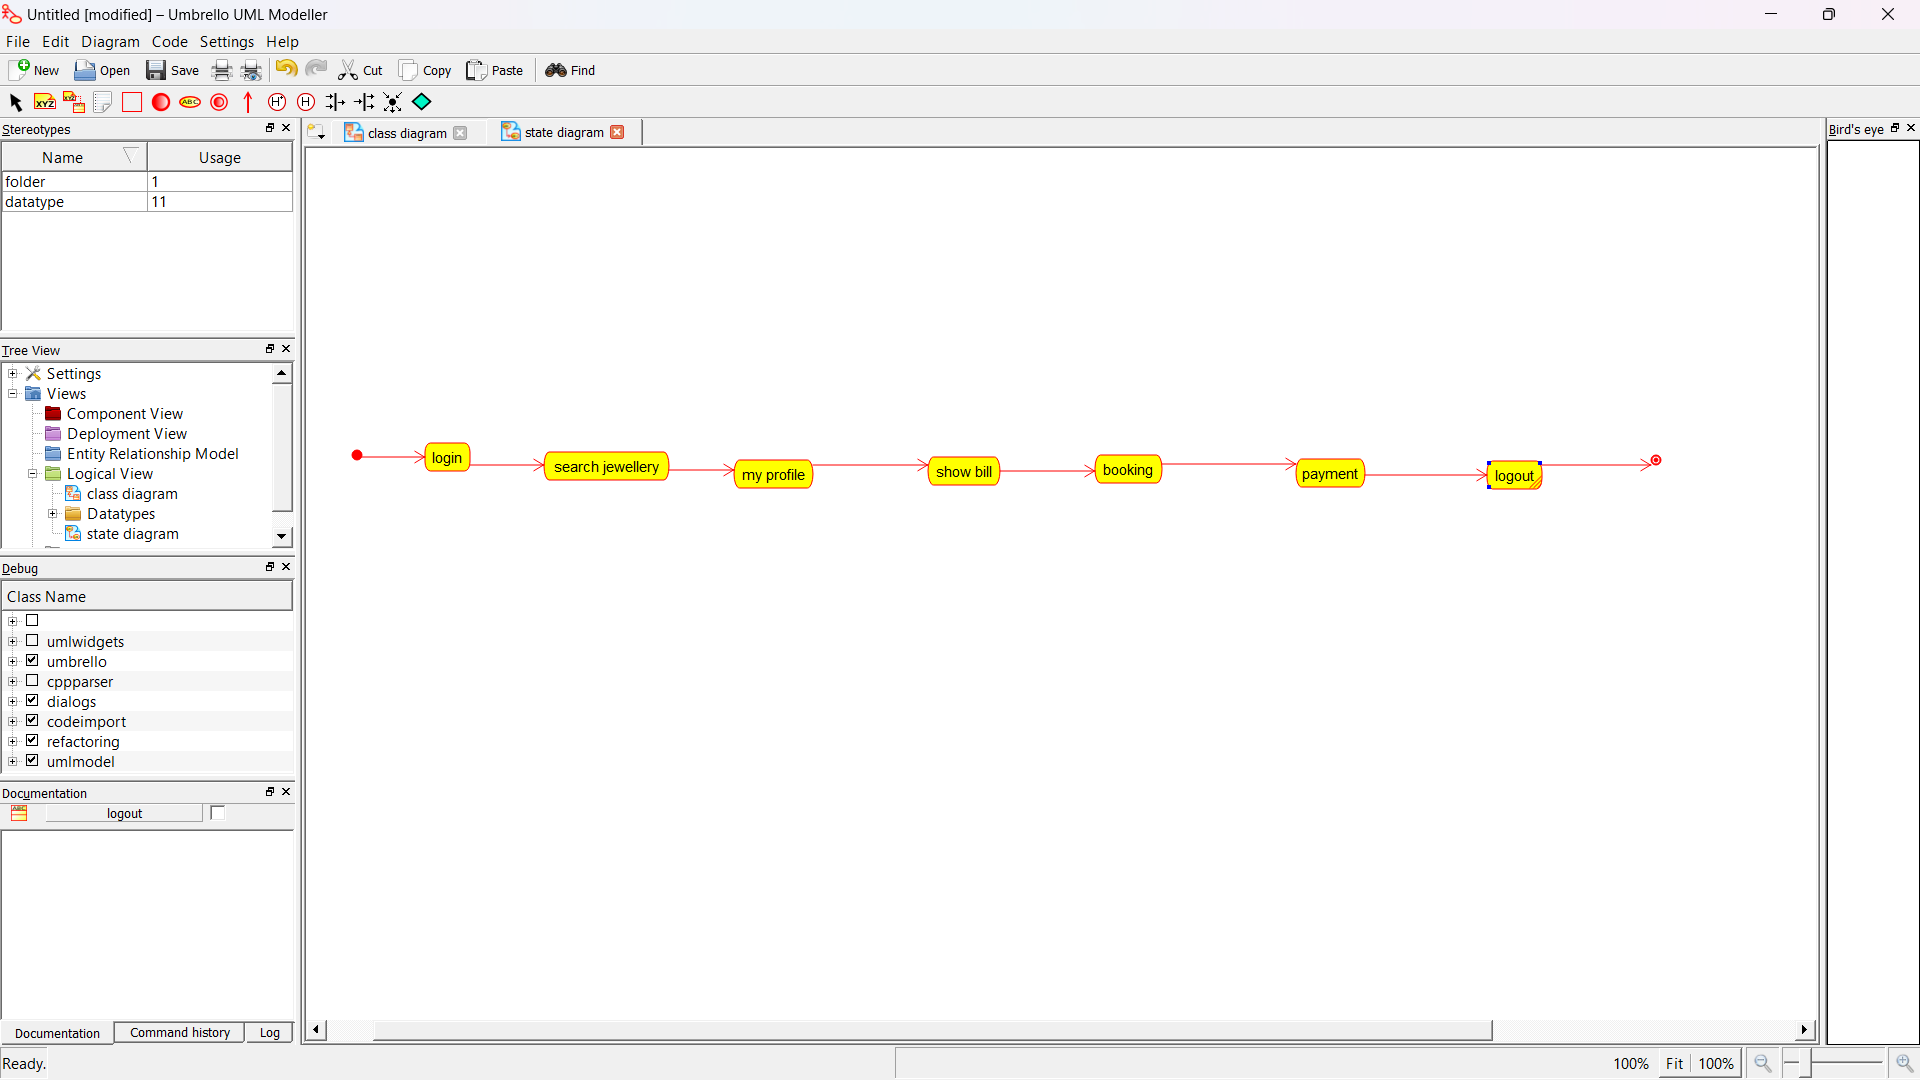 Untitled [modified] – Umbrello UML Modeller
File Edit Diagram Code Settings Help
New Open Save Cut Copy Paste Find
XYZ XYZ ABC H* H
Stereotypes
Name Usage
folder 1
datatype 11
Tree View
Settings
Views
Component View
Deployment View
Entity Relationship Model
Logical View
class diagram
Datatypes
state diagram
Debug
Class Name
umlwidgets
umbrello
cppparser
dialogs
codeimport
refactoring
umlmodel
Documentation
ABC logout
Documentation Command history Log
class diagram state diagram
login
search jewellery
my profile
show bill
booking
payment
logout
Bird's eye
Ready.
100% Fit 100%